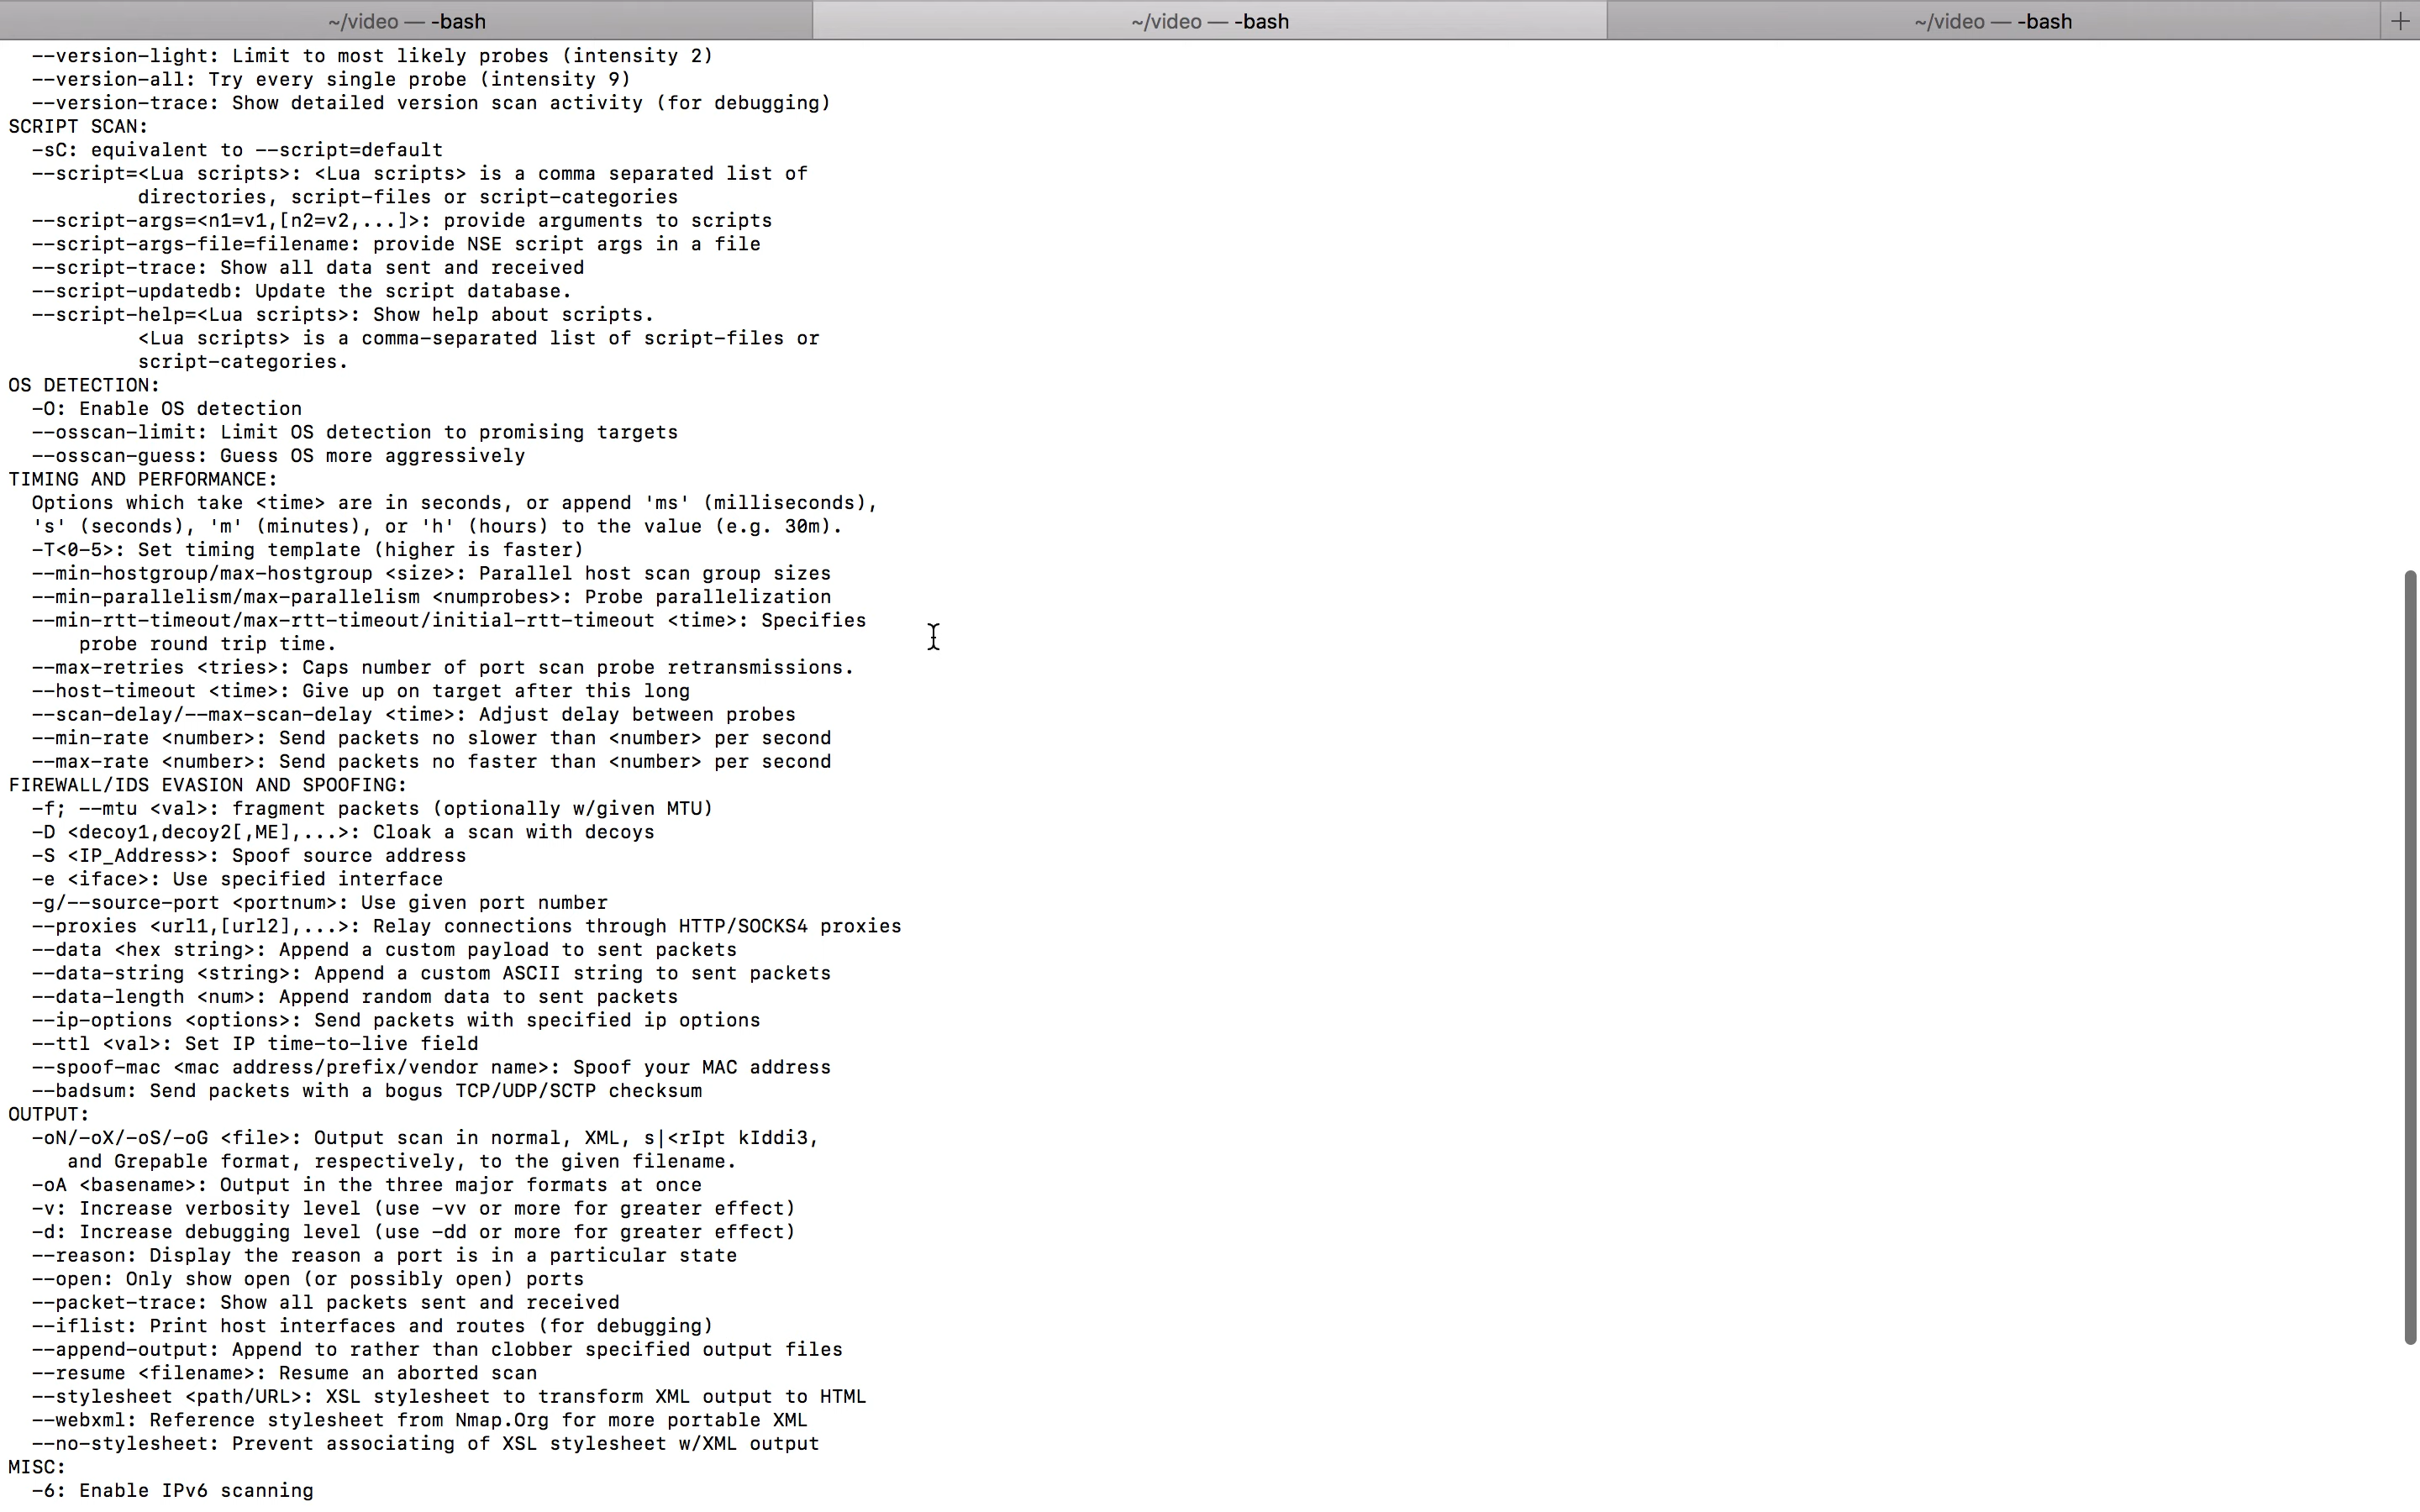 ~/video — -bash
~/video — -bash
~/video — -bash
+
--version-light: Limit to most likely probes (intensity 2)
--version-all: Try every single probe (intensity 9)
--version-trace: Show detailed version scan activity (for debugging)
SCRIPT SCAN:
-sC: equivalent to --script=default
--script=<Lua scripts>: <Lua scripts> is a comma separated list of
directories, script-files or script-categories
--script-args=<n1=v1,[n2=v2,...]>: provide arguments to scripts
--script-args-file=filename: provide NSE script args in a file
--script-trace: Show all data sent and received
--script-updatedb: Update the script database.
--script-help=<Lua scripts>: Show help about scripts.
<Lua scripts> is a comma-separated list of script-files or
script-categories.
OS DETECTION:
-O: Enable OS detection
--osscan-limit: Limit OS detection to promising targets
--osscan-guess: Guess OS more aggressively
TIMING AND PERFORMANCE:
Options which take <time> are in seconds, or append 'ms' (milliseconds),
's' (seconds), 'm' (minutes), or 'h' (hours) to the value (e.g. 30m).
-T<0-5>: Set timing template (higher is faster)
--min-hostgroup/max-hostgroup <size>: Parallel host scan group sizes
--min-parallelism/max-parallelism <numprobes>: Probe parallelization
--min-rtt-timeout/max-rtt-timeout/initial-rtt-timeout <time>: Specifies
probe round trip time.
--max-retries <tries>: Caps number of port scan probe retransmissions.
--host-timeout <time>: Give up on target after this long
--scan-delay/--max-scan-delay <time>: Adjust delay between probes
--min-rate <number>: Send packets no slower than <number> per second
--max-rate <number>: Send packets no faster than <number> per second
FIREWALL/IDS EVASION AND SPOOFING:
-f; --mtu <val>: fragment packets (optionally w/given MTU)
-D <decoy1,decoy2[,ME],...>: Cloak a scan with decoys
-S <IP_Address>: Spoof source address
-e <iface>: Use specified interface
-g/--source-port <portnum>: Use given port number
--proxies <url1,[url2],...>: Relay connections through HTTP/SOCKS4 proxies
--data <hex string>: Append a custom payload to sent packets
--data-string <string>: Append a custom ASCII string to sent packets
--data-length <num>: Append random data to sent packets
--ip-options <options>: Send packets with specified ip options
--ttl <val>: Set IP time-to-live field
--spoof-mac <mac address/prefix/vendor name>: Spoof your MAC address
--badsum: Send packets with a bogus TCP/UDP/SCTP checksum
OUTPUT:
-oN/-oX/-oS/-oG <file>: Output scan in normal, XML, s|<rIpt kIddi3,
and Grepable format, respectively, to the given filename.
-oA <basename>: Output in the three major formats at once
-v: Increase verbosity level (use -vv or more for greater effect)
-d: Increase debugging level (use -dd or more for greater effect)
--reason: Display the reason a port is in a particular state
--open: Only show open (or possibly open) ports
--packet-trace: Show all packets sent and received
--iflist: Print host interfaces and routes (for debugging)
--append-output: Append to rather than clobber specified output files
--resume <filename>: Resume an aborted scan
--stylesheet <path/URL>: XSL stylesheet to transform XML output to HTML
--webxml: Reference stylesheet from Nmap.Org for more portable XML
--no-stylesheet: Prevent associating of XSL stylesheet w/XML output
MISC:
-6: Enable IPv6 scanning